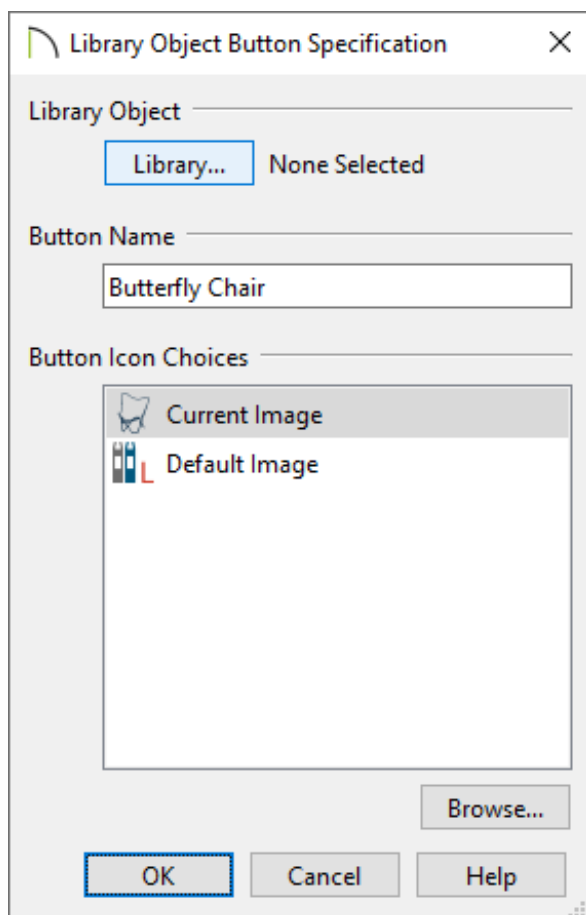 Library Object Button Specification
Library Object
Library... None Selected
Button Name
Butterfly Chair
Button Icon Choices
Current Image
L Default Image
Browse...
OK Cancel Help